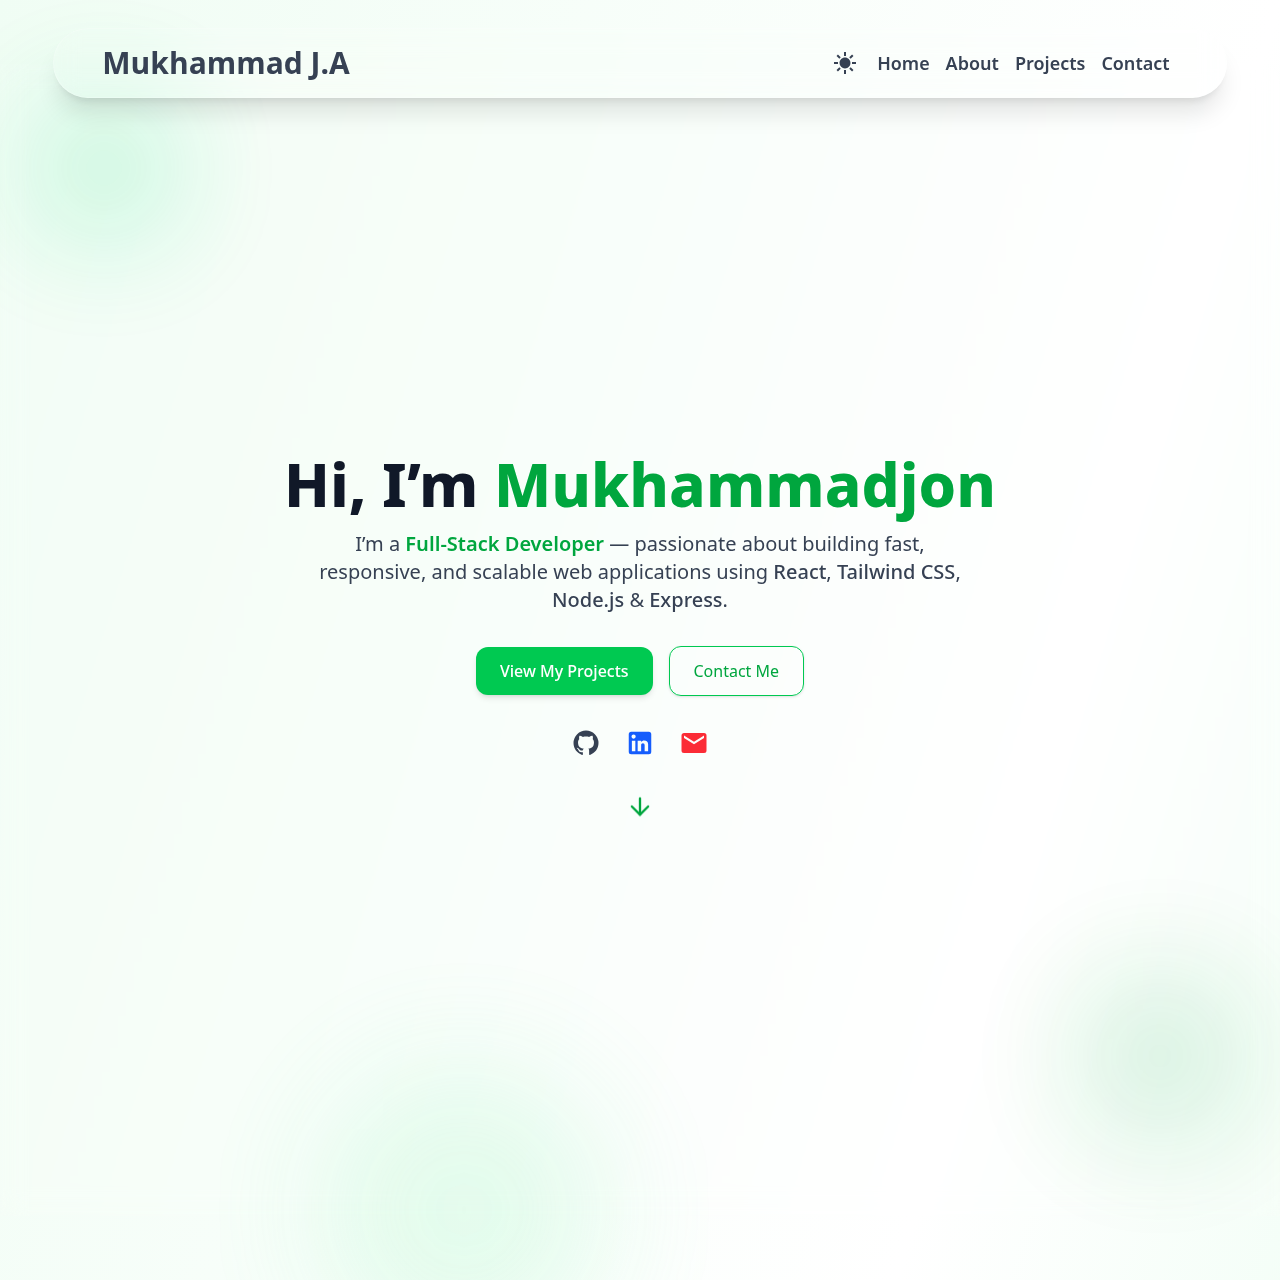 Mukhammad J.A
Home About Projects Contact
Hi, I’m Mukhammadjon
I’m a Full-Stack Developer — passionate about building fast,
responsive, and scalable web applications using React, Tailwind CSS,
Node.js & Express.
View My Projects
Contact Me